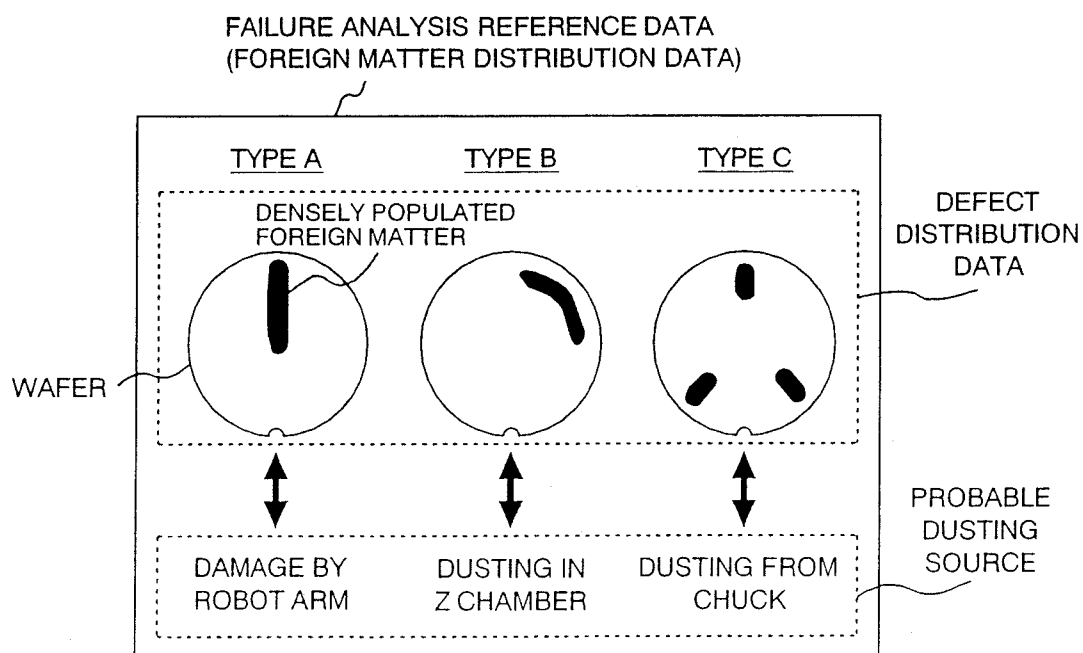 FAILURE ANALYSIS REFERENCE DATA
(FOREIGN MATTER DISTRIBUTION DATA)
TYPE A
TYPE B
TYPE C
DENSELY POPULATED
FOREIGN MATTER
DEFECT
DISTRIBUTION
DATA
WAFER
PROBABLE
DUSTING
SOURCE
DAMAGE BY
ROBOT ARM
DUSTING IN
Z CHAMBER
DUSTING FROM
CHUCK